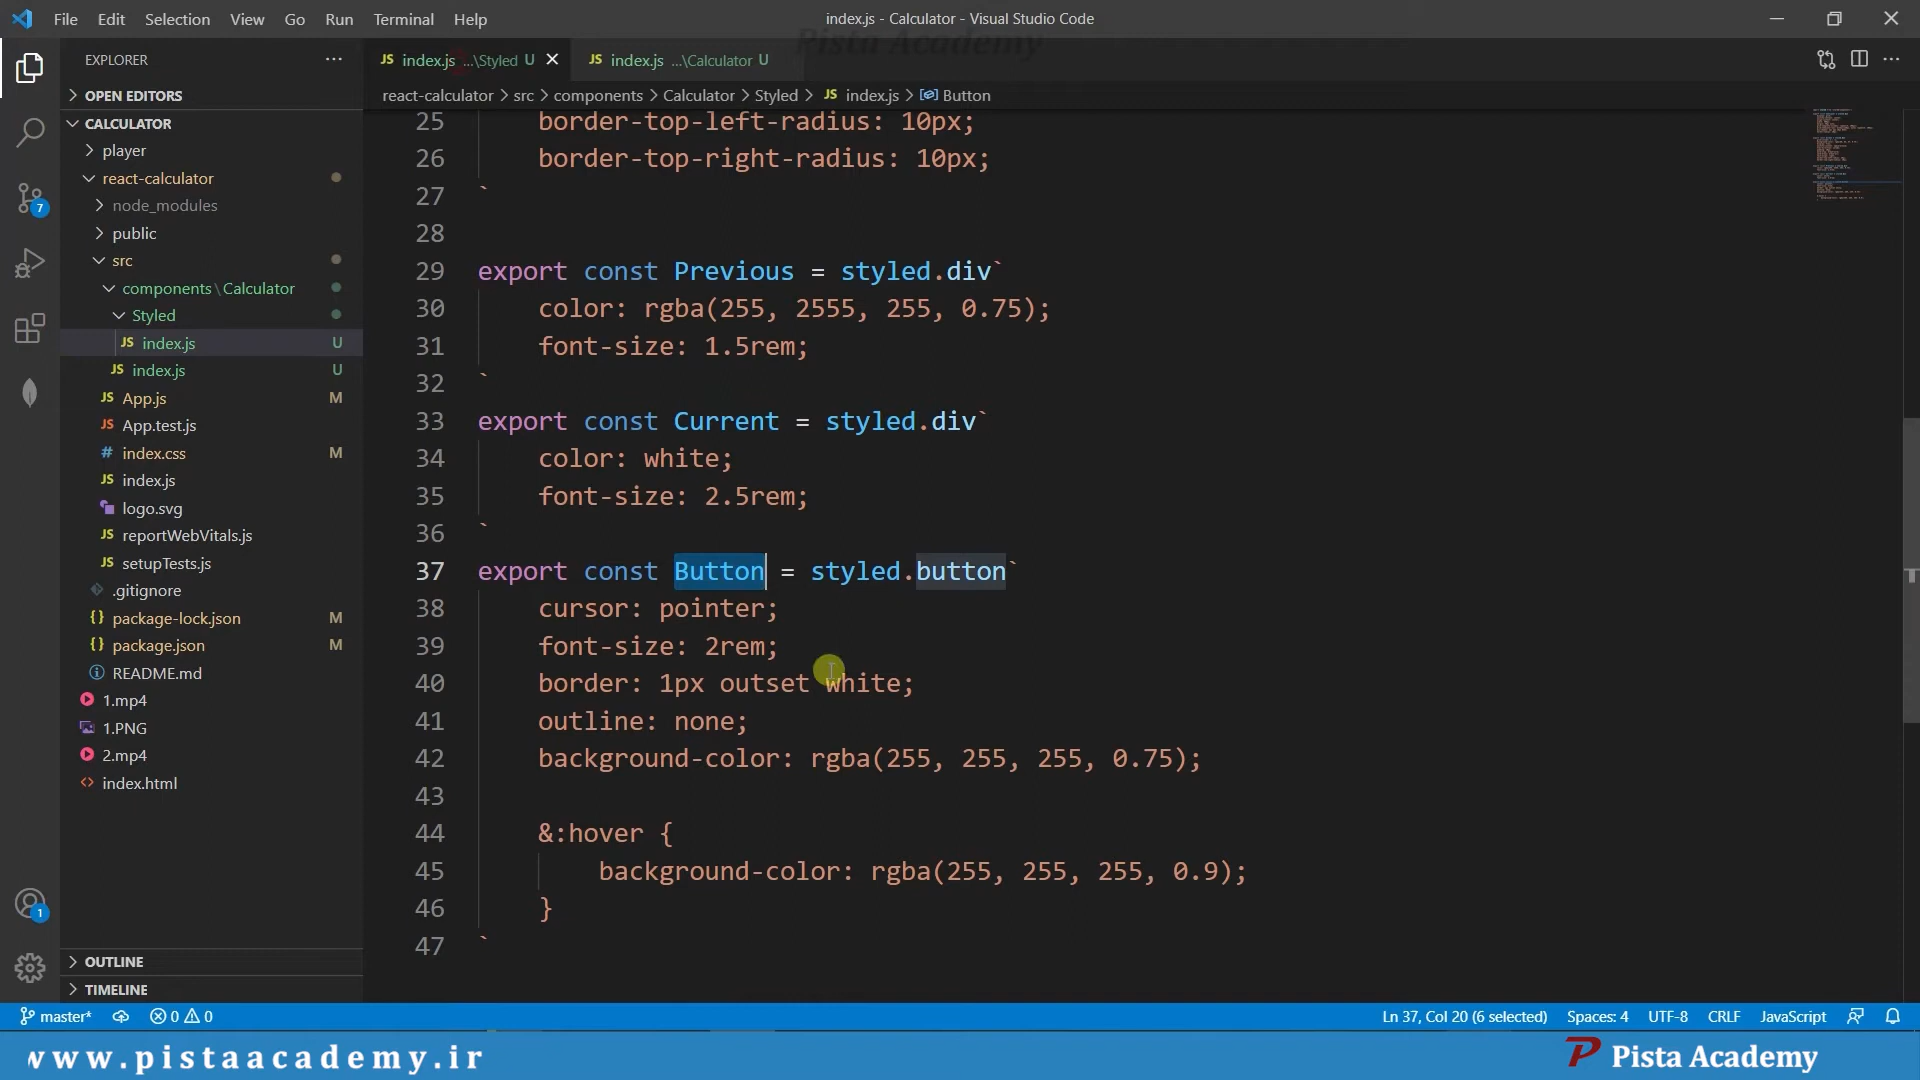 File Edit Selection View Go Run Terminal Help
index.js - Calculator - Visual Studio Code
Pista Academy
EXPLORER
JS index.js ...\Styled U
JS index.js ...\Calculator U
react-calculator > src > components > Calculator > Styled > JS index.js > Button
OPEN EDITORS
CALCULATOR
player
react-calculator
node_modules
public
src
components\Calculator
Styled
JS index.js U
JS index.js U
JS App.js M
JS App.test.js
# index.css M
JS index.js
logo.svg
JS reportWebVitals.js
JS setupTests.js
.gitignore
{} package-lock.json M
{} package.json M
README.md
1.mp4
1.PNG
2.mp4
<> index.html
OUTLINE
TIMELINE
7
1
25 border-top-left-radius: 10px;
26 border-top-right-radius: 10px;
27 `
28
29 export const Previous = styled.div`
30 color: rgba(255, 2555, 255, 0.75);
31 font-size: 1.5rem;
32 `
33 export const Current = styled.div`
34 color: white;
35 font-size: 2.5rem;
36 `
37 export const Button = styled.button`
38 cursor: pointer;
39 font-size: 2rem;
40 border: 1px outset white;
41 outline: none;
42 background-color: rgba(255, 255, 255, 0.75);
43
44 &:hover {
45 background-color: rgba(255, 255, 255, 0.9);
46 }
47 `
master* 0 0
Ln 37, Col 20 (6 selected) Spaces: 4 UTF-8 CRLF JavaScript
www.pistaacademy.ir
Pista Academy